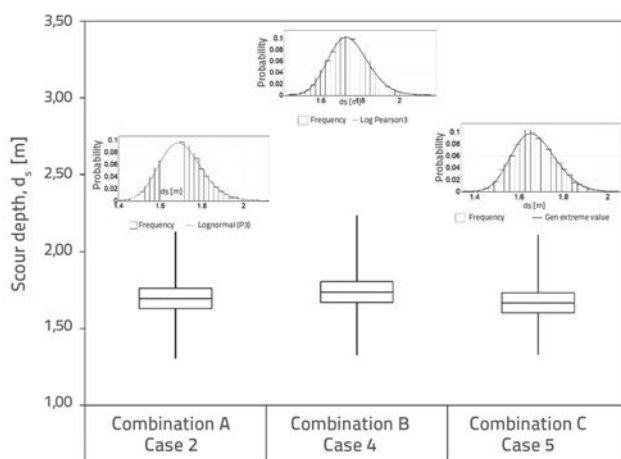 Scour depth, ds [m]
3,50
3,00
2,50
2,00
1,50
1,00
Probability
0.1
0.08
0.06
0.04
0.02
0
1.4
1.6
1.8
2
ds [m]
Frequency
Lognormal (P3)
Probability
0.1
0.08
0.06
0.04
0.02
0
1.6
1.8
2
ds [m]
Frequency
Log Pearson3
Probability
0.1
0.08
0.06
0.04
0.02
0
1.4
1.6
1.8
2
ds [m]
Frequency
Gen extreme value
Combination A
Case 2
Combination B
Case 4
Combination C
Case 5